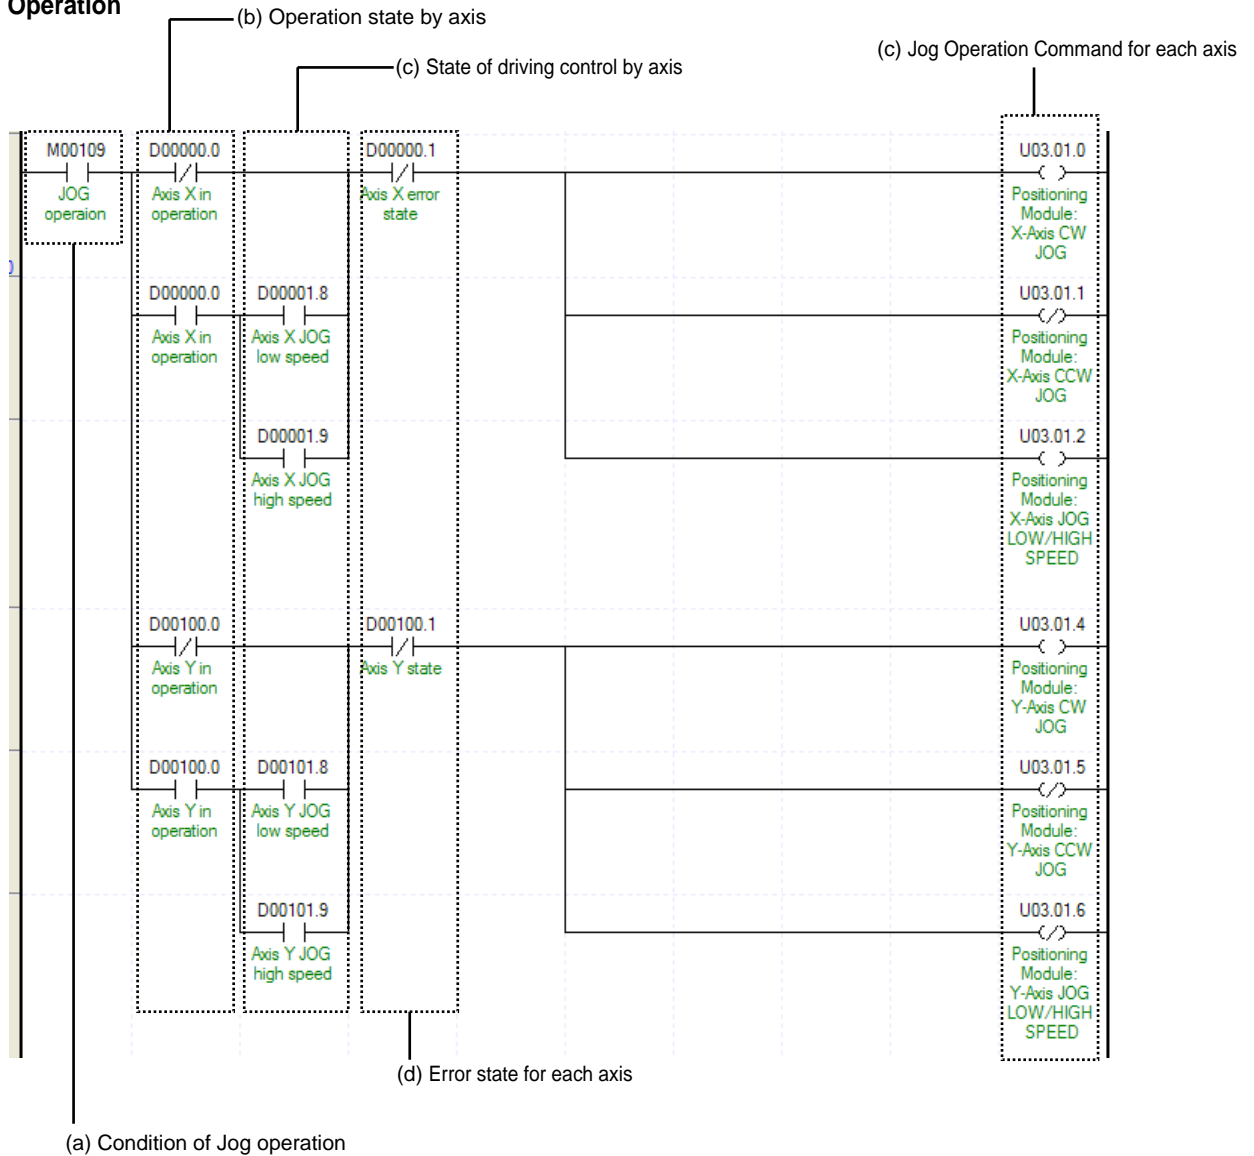 Operation
(b) Operation state by axis
(c) State of driving control by axis
(c) Jog Operation Command for each axis
M00109
JOG
operaion
D00000.0
Axis X in
operation
D00000.1
Axis X error
state
U03.01.0
Positioning
Module:
X-Axis CW
JOG
D00000.0
Axis X in
operation
D00001.8
Axis X JOG
low speed
U03.01.1
Positioning
Module:
X-Axis CCW
JOG
D00001.9
Axis X JOG
high speed
U03.01.2
Positioning
Module:
X-Axis JOG
LOW/HIGH
SPEED
D00100.0
Axis Y in
operation
D00100.1
Axis Y state
U03.01.4
Positioning
Module:
Y-Axis CW
JOG
D00100.0
Axis Y in
operation
D00101.8
Axis Y JOG
low speed
U03.01.5
Positioning
Module:
Y-Axis CCW
JOG
D00101.9
Axis Y JOG
high speed
U03.01.6
Positioning
Module:
Y-Axis JOG
LOW/HIGH
SPEED
(d) Error state for each axis
(a) Condition of Jog operation